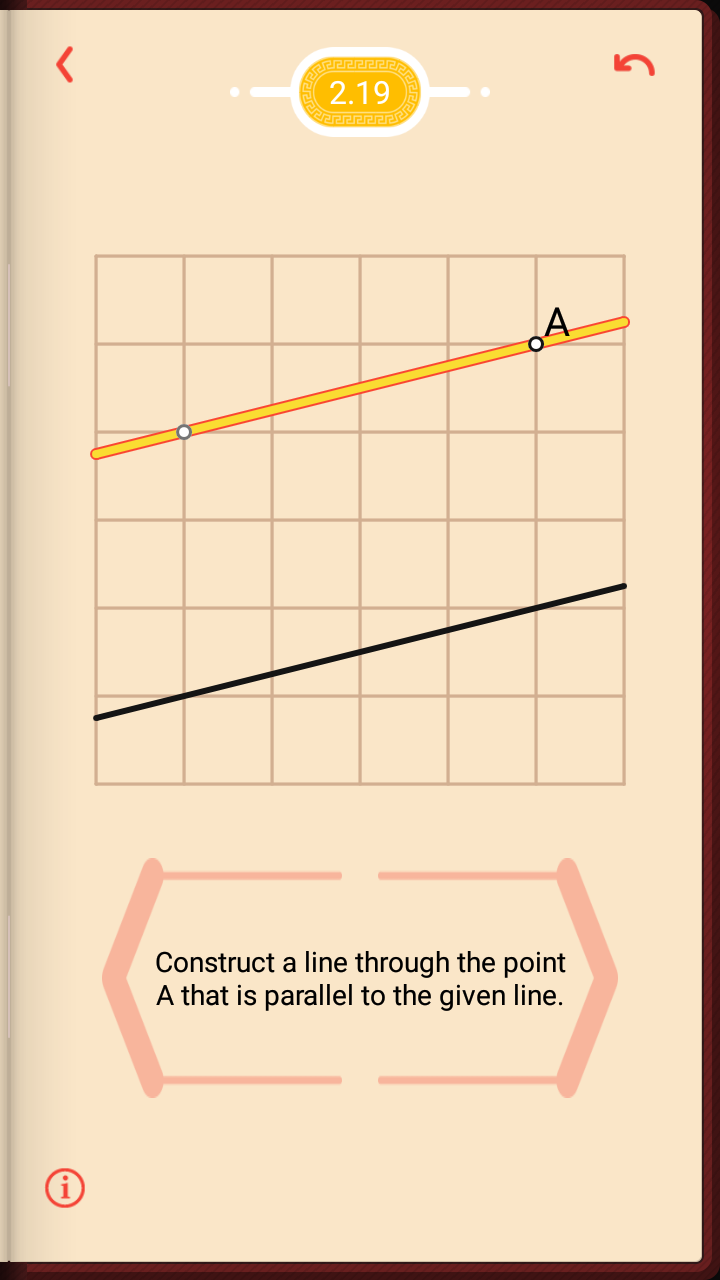 2.19
A
Construct a line through the point
A that is parallel to the given line.
i